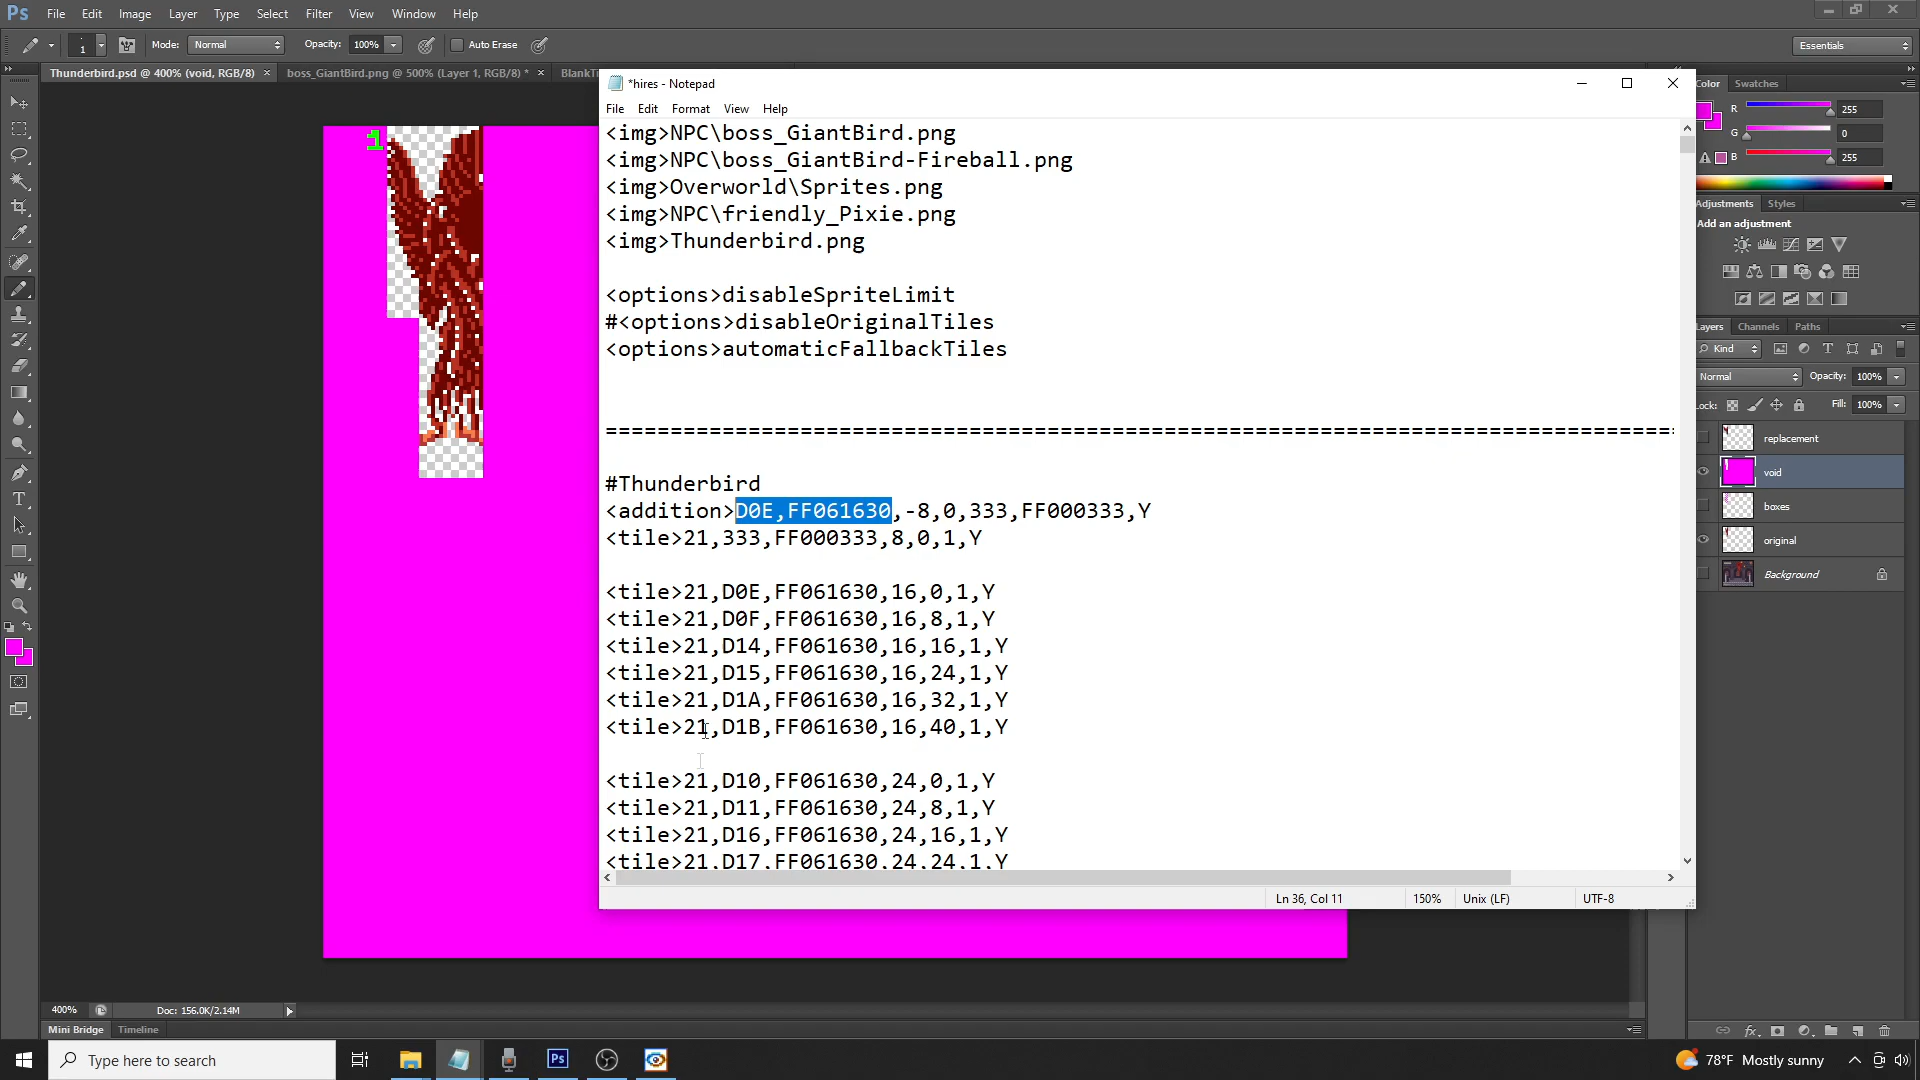 Ps File Edit Image Layer Type Select Filter View Window Help
1 Mode: Normal Opacity: 100% Auto Erase Essentials
Thunderbird.psd @ 400% (void, RGB/8) × boss_GiantBird.png @ 500% (Layer 1, RGB/8) * ×
*hires - Notepad
File Edit Format View Help
<img>NPC\boss_GiantBird.png
<img>NPC\boss_GiantBird-Fireball.png
<img>Overworld\Sprites.png
<img>NPC\friendly_Pixie.png
<img>Thunderbird.png
<options>disableSpriteLimit
#<options>disableOriginalTiles
<options>automaticFallbackTiles
#Thunderbird
<addition>D0E,FF061630,-8,0,333,FF000333,Y
<tile>21,333,FF000333,8,0,1,Y
<tile>21,D0E,FF061630,16,0,1,Y
<tile>21,D0F,FF061630,16,8,1,Y
<tile>21,D14,FF061630,16,16,1,Y
<tile>21,D15,FF061630,16,24,1,Y
<tile>21,D1A,FF061630,16,32,1,Y
<tile>21,D1B,FF061630,16,40,1,Y
<tile>21,D10,FF061630,24,0,1,Y
<tile>21,D11,FF061630,24,8,1,Y
<tile>21,D16,FF061630,24,16,1,Y
<tile>21,D17,FF061630,24,24,1,Y
Ln 36, Col 11 150% Unix (LF) UTF-8
1
Color Swatches
R 255
G 0
B 255
Adjustments Styles
Add an adjustment
Layers Channels Paths
Kind
Normal Opacity: 100%
Lock: Fill: 100%
replacement
void
boxes
original
Background
400% Doc: 156.0K/2.14M
Mini Bridge Timeline
Type here to search
78°F Mostly sunny